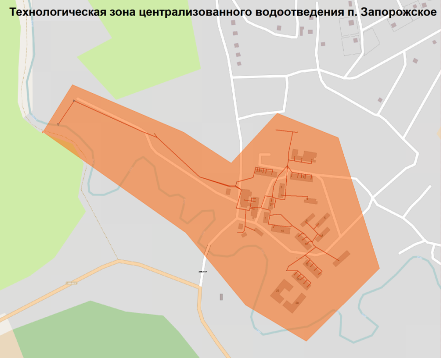 Технологическая зона централизованного водоотведения п. Запорожское